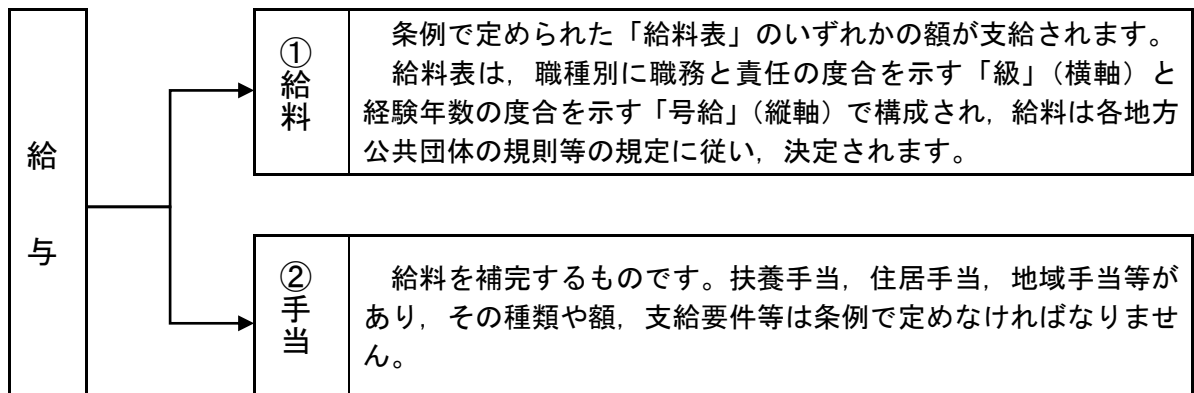 給与
①給料
条例で定められた「給料表」のいずれかの額が支給されます。
給料表は，職種別に職務と責任の度合を示す「級」（横軸）と
経験年数の度合を示す「号給」（縦軸）で構成され，給料は各地方
公共団体の規則等の規定に従い，決定されます。
②手当
給料を補完するものです。扶養手当，住居手当，地域手当等が
あり，その種類や額，支給要件等は条例で定めなければなりませ
ん。